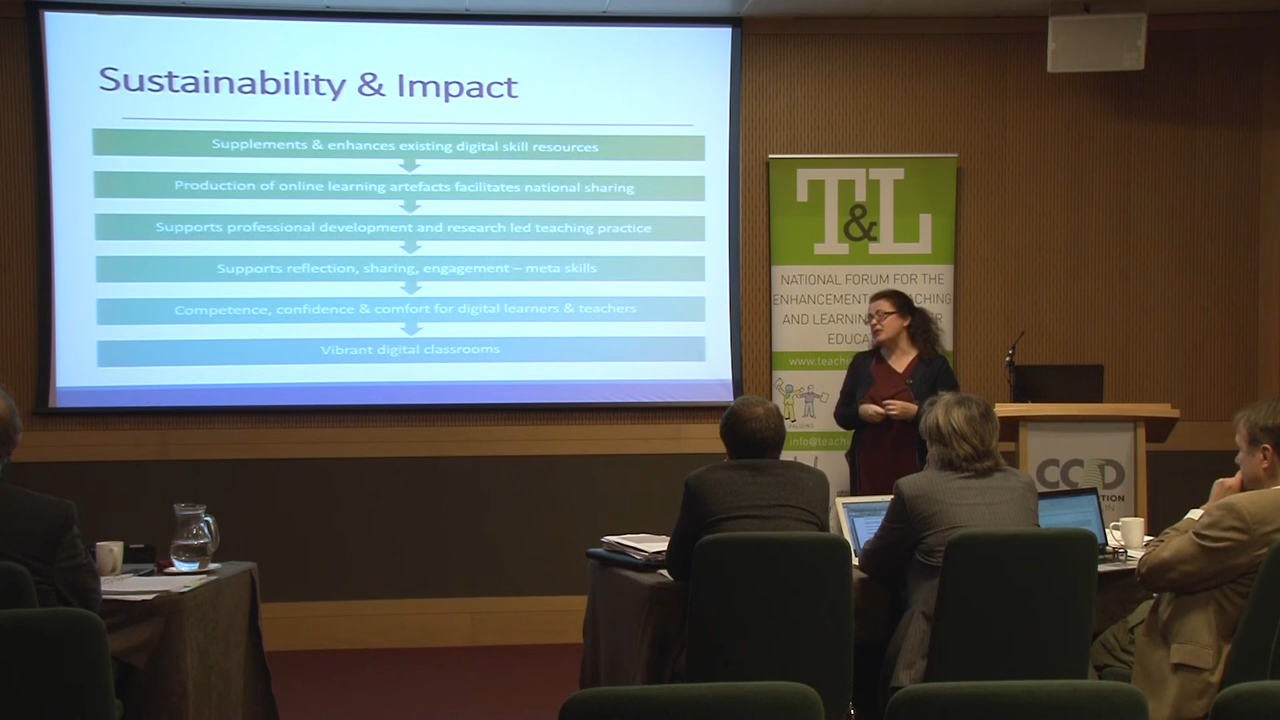 Sustainability & Impact
Supplements & enhances existing digital skill resources
Production of online learning artefacts facilitates national sharing
Supports professional development and research led teaching practice
Supports reflection, sharing, engagement – meta skills
Competence, confidence & comfort for digital learners & teachers
Vibrant digital classrooms
T&L
NATIONAL FORUM FOR THE
ENHANCEMENT
AND LEARNING
www.teach
info@teach